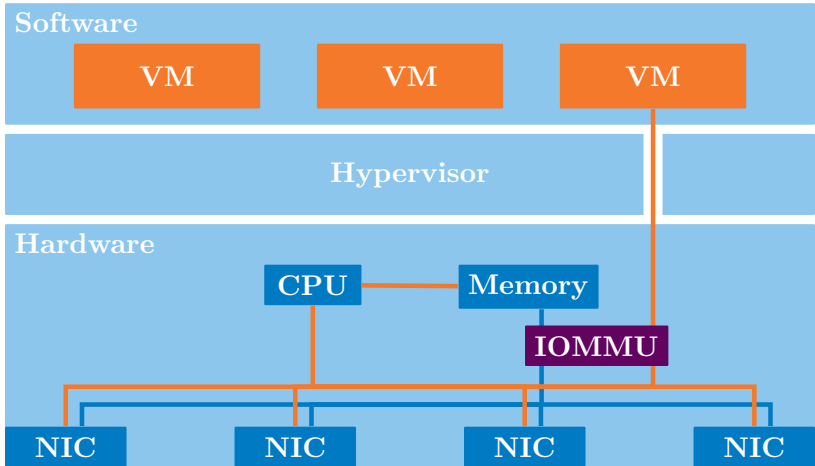 Software
VM VM VM
Hypervisor
Hardware
CPU Memory
IOMMU
NIC NIC NIC NIC